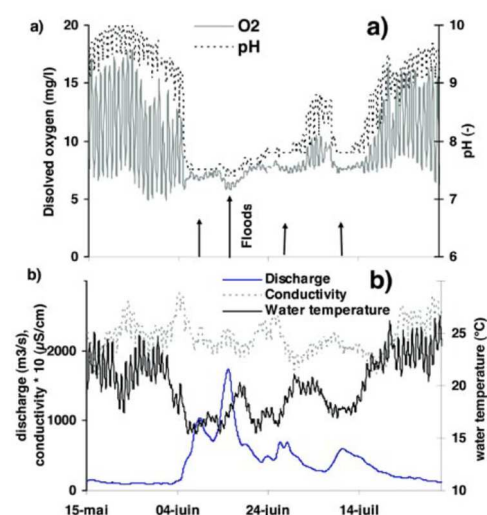 a)
O2
pH
a)
20
15
10
5
0
Disolved oxygen (mg/l)
10
9
8
7
6
pH (-)
Floods
b)
Discharge
Conductivity
Water temperature
b)
2000
1000
0
discharge (m3/s),
conductivity * 10 (µS/cm)
25
20
15
10
water temperature (°C)
15-mai
04-juin
24-juin
14-juil